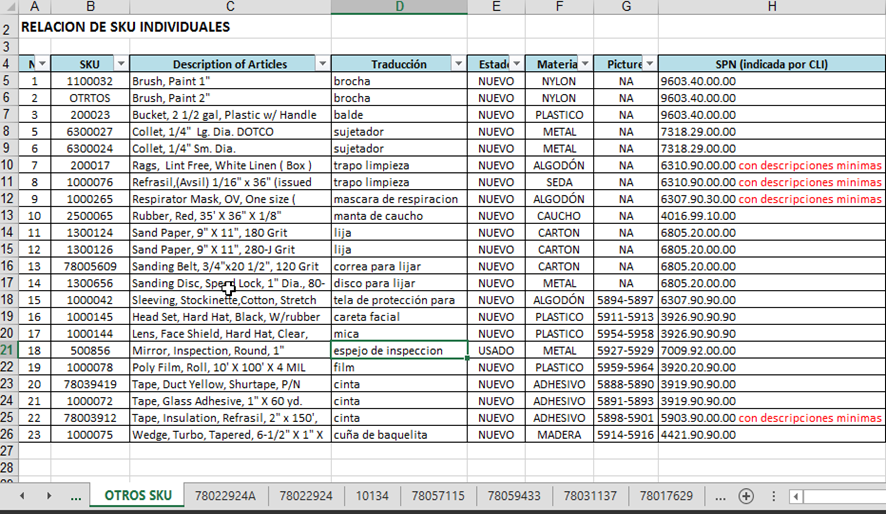 A B C D E F G H
2 RELACION DE SKU INDIVIDUALES
3
4 N SKU Description of Articles Traducción Estad Materia Picture SPN (indicada por CLI)
5 1 1100032 Brush, Paint 1" brocha NUEVO NYLON NA 9603.40.00.00
6 2 OTRTOS Brush, Paint 2" brocha NUEVO NYLON NA 9603.40.00.00
7 3 200023 Bucket, 2 1/2 gal, Plastic w/ Handle balde NUEVO PLASTICO NA 9603.40.00.00
8 5 6300027 Collet, 1/4" Lg. Dia. DOTCO sujetador NUEVO METAL NA 7318.29.00.00
9 6 6300024 Collet, 1/4" Sm. Dia. sujetador NUEVO METAL NA 7318.29.00.00
10 7 200017 Rags, Lint Free, White Linen ( Box ) trapo limpieza NUEVO ALGODÓN NA 6310.90.00.00 con descripciones minimas
11 8 1000076 Refrasil,(Avsil) 1/16" x 36" (issued trapo limpieza NUEVO SEDA NA 6310.90.00.00 con descripciones minimas
12 9 1000265 Respirator Mask, OV, One size ( mascara de respiracion NUEVO ALGODÓN NA 6307.90.30.00 con descripciones minimas
13 10 2500065 Rubber, Red, 35' X 36" X 1/8" manta de caucho NUEVO CAUCHO NA 4016.99.10.00
14 11 1300124 Sand Paper, 9" X 11", 180 Grit lija NUEVO CARTON NA 6805.20.00.00
15 12 1300126 Sand Paper, 9" X 11", 280-J Grit lija NUEVO CARTON NA 6805.20.00.00
16 13 78005609 Sanding Belt, 3/4"x20 1/2", 120 Grit correa para lijar NUEVO CARTON NA 6805.20.00.00
17 14 1300656 Sanding Disc, Speed Lock, 1" Dia., 80- disco para lijar NUEVO METAL NA 6805.20.00.00
18 15 1000042 Sleeving, Stockinette,Cotton, Stretch tela de protección para NUEVO ALGODÓN 5894-5897 6307.90.90.00
19 16 1000145 Head Set, Hard Hat, Black, W/rubber careta facial NUEVO PLASTICO 5911-5913 3926.90.90.90
20 17 1000144 Lens, Face Shield, Hard Hat, Clear, mica NUEVO PLASTICO 5954-5958 3926.90.90.90
21 18 500856 Mirror, Inspection, Round, 1" espejo de inspeccion USADO METAL 5927-5929 7009.92.00.00
22 19 1000078 Poly Film, Roll, 10' X 100' X 4 MIL film NUEVO PLASTICO 5959-5964 3920.20.90.00
23 20 78039419 Tape, Duct Yellow, Shurtape, P/N cinta NUEVO ADHESIVO 5888-5890 3919.90.90.00
24 21 1000072 Tape, Glass Adhesive, 1" X 60 yd. cinta NUEVO ADHESIVO 5891-5893 3919.90.90.00
25 22 78003912 Tape, Insulation, Refrasil, 2" x 150', cinta NUEVO ADHESIVO 5898-5901 5903.90.00.00 con descripciones minimas
26 23 1000075 Wedge, Turbo, Tapered, 6-1/2" X 1" X cuña de baquelita NUEVO MADERA 5914-5916 4421.90.90.00
27
28
... OTROS SKU 78022924A 78022924 10134 78057115 78059433 78031137 78017629 ...